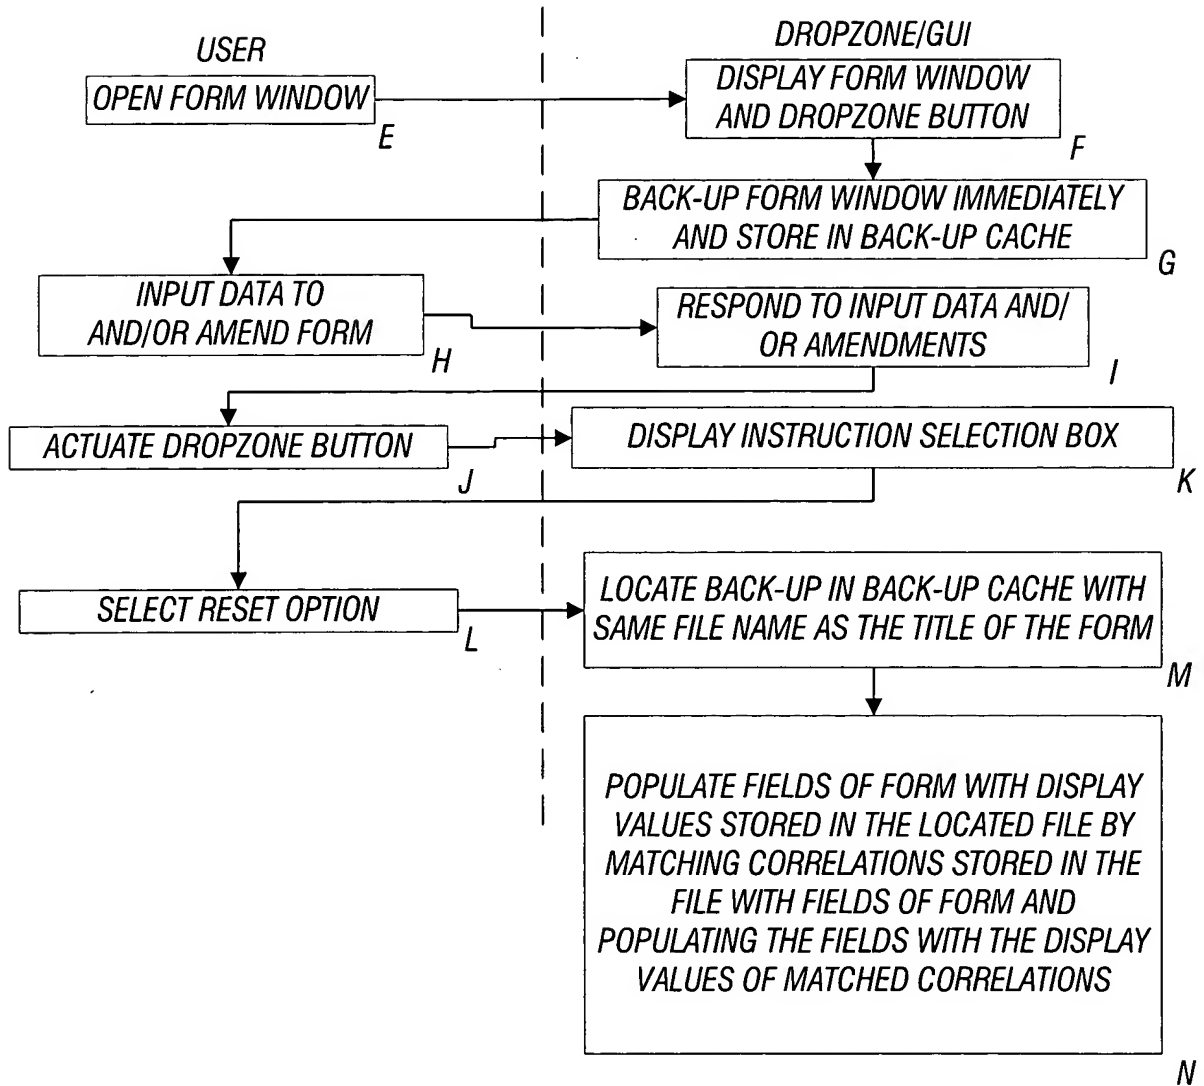 USER
DROPZONE/GUI
OPEN FORM WINDOW
E
DISPLAY FORM WINDOW
AND DROPZONE BUTTON
F
BACK-UP FORM WINDOW IMMEDIATELY
AND STORE IN BACK-UP CACHE
G
INPUT DATA TO
AND/OR AMEND FORM
H
RESPOND TO INPUT DATA AND/
OR AMENDMENTS
I
ACTUATE DROPZONE BUTTON
J
DISPLAY INSTRUCTION SELECTION BOX
K
SELECT RESET OPTION
L
LOCATE BACK-UP IN BACK-UP CACHE WITH
SAME FILE NAME AS THE TITLE OF THE FORM
M
POPULATE FIELDS OF FORM WITH DISPLAY
VALUES STORED IN THE LOCATED FILE BY
MATCHING CORRELATIONS STORED IN THE
FILE WITH FIELDS OF FORM AND
POPULATING THE FIELDS WITH THE DISPLAY
VALUES OF MATCHED CORRELATIONS
N